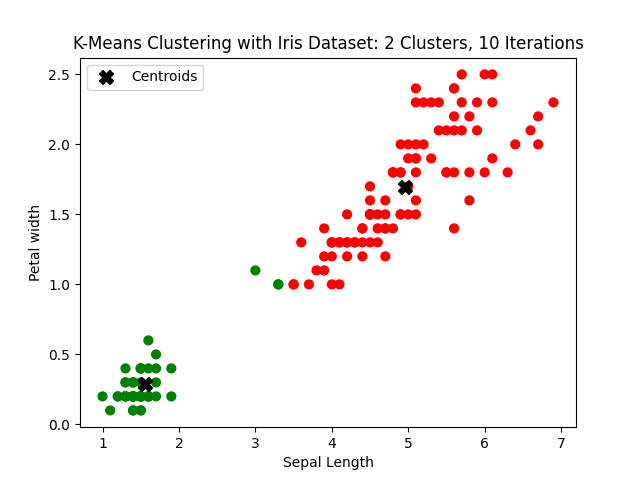 K-Means Clustering with Iris Dataset: 2 Clusters, 10 Iterations
Centroids
2.5
2.0
1.5
1.0
0.5
0.0
Petal width
1 2 3 4 5 6 7
Sepal Length